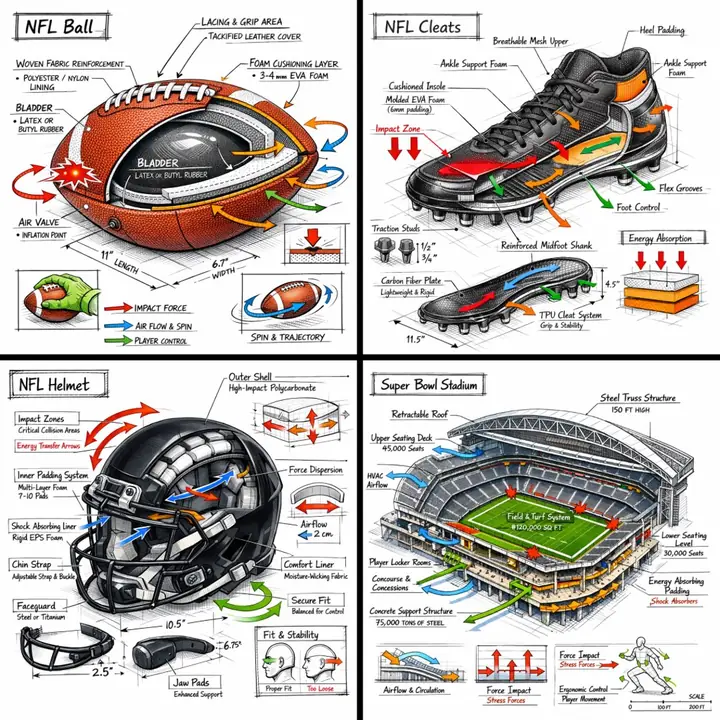 NFL Ball
LACING & GRIP AREA
TACKIFIED LEATHER COVER
WOVEN FABRIC REINFORCEMENT
• POLYESTER / NYLON
LINING
FOAM CUSHIONING LAYER
• 3-4 mm EVA FOAM
BLADDER
• LATEX OR
BUTYL RUBBER
BLADDER
LATEX OR BUTYL RUBBER
AIR VALVE
• INFLATION POINT
11"
LENGTH
6.7"
WIDTH
IMPACT FORCE
AIR FLOW & SPIN
PLAYER CONTROL
SPIN & TRAJECTORY
NFL Cleats
Breathable Mesh Upper
Heel Padding
Ankle Support Foam
Ankle Support
Foam
Cushioned Insole
Molded EVA Foam
(6mm padding)
Impact Zone
Flex Grooves
Foot Control
Traction Studs
1/2"
3/4"
Reinforced Midfoot Shank
Energy Absorption
Carbon Fiber Plate
Lightweight & Rigid
4.5"
TPU Cleat System
Grip & Stability
11.5"
NFL Helmet
Outer Shell
High-Impact Polycarbonate
Impact Zones
Critical Collision Areas
Energy Transfer Arrows
Inner Padding System
Multi-Layer Foam
7-10 Pads
Force Dispersion
Shock Absorbing Liner
Rigid EPS Foam
Airflow
2 cm
Chin Strap
Adjustable Strap & Buckle
Comfort Liner
Moisture-Wicking Fabric
Faceguard
Steel or Titanium
Secure Fit
Balanced for Control
10.5"
6.75"
2.5"
Jaw Pads
Enhanced Support
Fit & Stability
Proper Fit
Too Loose
Super Bowl Stadium
Steel Truss Structure
150 FT HIGH
Retractable Roof
Upper Seating Deck
45,000 Seats
HVAC
Airflow
Field & Turf System
120,000 SQ FT
Lower Seating
Level
30,000 Seats
Player Locker Rooms
Concourse &
Concessions
Energy Absorbing
Padding
Shock Absorbers
Concrete Support Structure
75,000 TONS OF STEEL
Airflow & Circulation
Force Impact
Stress Forces
Force Impact
Stress Forces
Ergonomic Control
Player Movement
SCALE
0 100 FT 200 FT